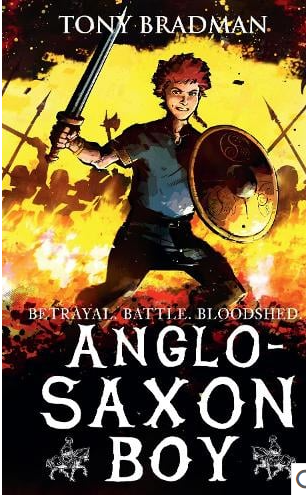 TONY BRADMAN
BETRAYAL. BATTLE. BLOODSHED.
ANGLO-
SAXON
BOY